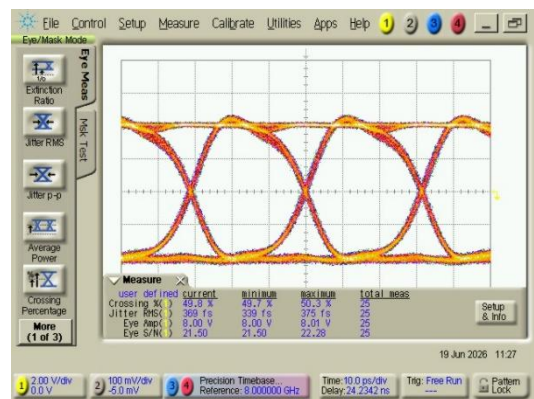 File Control Setup Measure Calibrate Utilities Apps Help 1 2 3 4
Eye/Mask Mode
Eye Meas
Msk Test
Extinction
Ratio
Jitter RMS
Jitter p-p
Average
Power
Crossing
Percentage
More
(1 of 3)
Measure
user defined current minimum maximum total meas
Crossing %(1) 49.8 % 49.7 % 50.3 % 25
Jitter RMS(1) 369 fs 339 fs 375 fs 25
Eye Amp(1) 8.00 V 8.00 V 8.01 V 25
Eye S/N(1) 21.50 21.50 22.28 25
Setup
& Info
19 Jun 2026 11:27
1 2.00 V/div
0.0 V
2 100 mV/div
-5.0 mV
3 4 Precision Timebase...
Reference: 8.000000 GHz
Time:10.0 ps/div
Delay:24.2342 ns
Trig: Free Run
Pattern
Lock